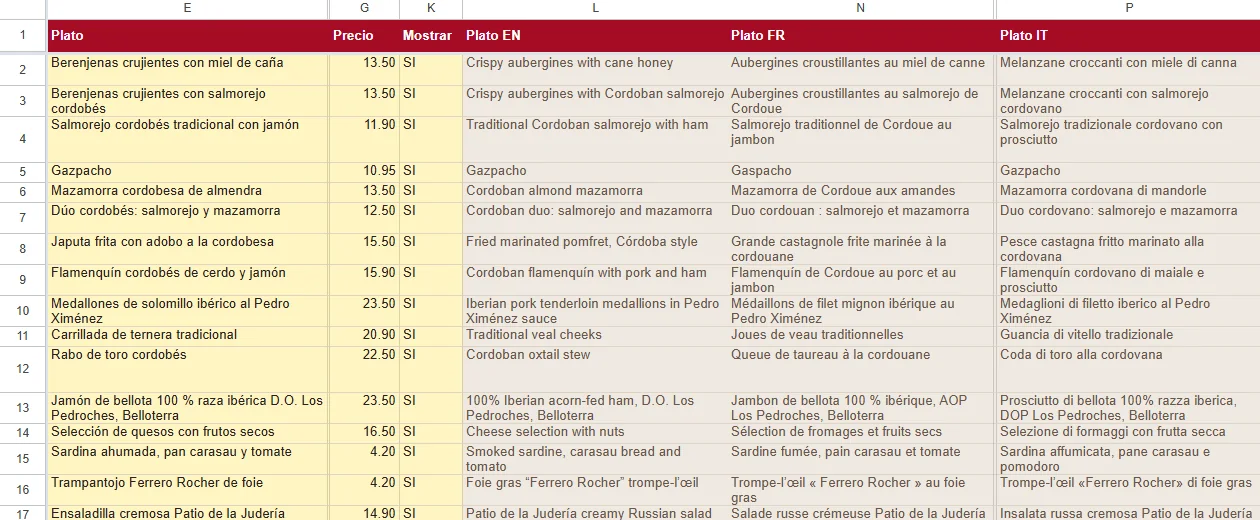 E G K L N P
1 Plato Precio Mostrar Plato EN Plato FR Plato IT
2 Berenjenas crujientes con miel de caña 13.50 SI Crispy aubergines with cane honey Aubergines croustillantes au miel de canne Melanzane croccanti con miele di canna
3 Berenjenas crujientes con salmorejo 13.50 SI Crispy aubergines with Cordoban salmorejo Aubergines croustillantes au salmorejo de Melanzane croccanti con salmorejo
cordobés Cordoue cordovano
4 Salmorejo cordobés tradicional con jamón 11.90 SI Traditional Cordoban salmorejo with ham Salmorejo traditionnel de Cordoue au Salmorejo tradizionale cordovano con
jambon prosciutto
5 Gazpacho 10.95 SI Gazpacho Gaspacho Gazpacho
6 Mazamorra cordobesa de almendra 13.50 SI Cordoban almond mazamorra Mazamorra de Cordoue aux amandes Mazamorra cordovana di mandorle
7 Dúo cordobés: salmorejo y mazamorra 12.50 SI Cordoban duo: salmorejo and mazamorra Duo cordouan : salmorejo et mazamorra Duo cordovano: salmorejo e mazamorra
8 Japuta frita con adobo a la cordobesa 15.50 SI Fried marinated pomfret, Córdoba style Grande castagnole frite marinée à la Pesce castagna fritto marinato alla
cordouane cordovana
9 Flamenquín cordobés de cerdo y jamón 15.90 SI Cordoban flamenquín with pork and ham Flamenquín de Cordoue au porc et au Flamenquín cordovano di maiale e
jambon prosciutto
10 Medallones de solomillo ibérico al Pedro 23.50 SI Iberian pork tenderloin medallions in Pedro Médaillons de filet mignon ibérique au Medaglioni di filetto iberico al Pedro
Ximénez Ximénez sauce Pedro Ximénez Ximénez
11 Carrillada de ternera tradicional 20.90 SI Traditional veal cheeks Joues de veau traditionnelles Guancia di vitello tradizionale
12 Rabo de toro cordobés 22.50 SI Cordoban oxtail stew Queue de taureau à la cordouane Coda di toro alla cordovana
13 Jamón de bellota 100 % raza ibérica D.O. Los 23.50 SI 100% Iberian acorn-fed ham, D.O. Los Jambon de bellota 100 % ibérique, AOP Prosciutto di bellota 100% razza iberica,
Pedroches, Belloterra Pedroches, Belloterra Los Pedroches, Belloterra DOP Los Pedroches, Belloterra
14 Selección de quesos con frutos secos 16.50 SI Cheese selection with nuts Sélection de fromages et fruits secs Selezione di formaggi con frutta secca
15 Sardina ahumada, pan carasau y tomate 4.20 SI Smoked sardine, carasau bread and Sardine fumée, pain carasau et tomate Sardina affumicata, pane carasau e
tomato pomodoro
16 Trampantojo Ferrero Rocher de foie 4.20 SI Foie gras “Ferrero Rocher” trompe-l’œil Trompe-l’œil « Ferrero Rocher » au foie Trompe-l’œil «Ferrero Rocher» di foie gras
gras
17 Ensaladilla cremosa Patio de la Judería 14.90 SI Patio de la Judería creamy Russian salad Salade russe crémeuse Patio de la Judería Insalata russa cremosa Patio de la Judería